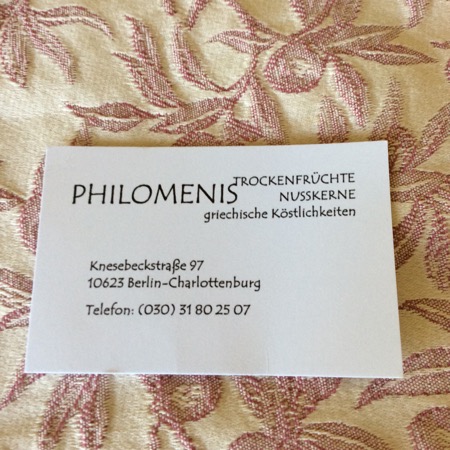 PHILOMENIS
TROCKENFRÜCHTE
NUSSKERNE
griechische Köstlichkeiten
Knesebeckstraße 97
10623 Berlin-Charlottenburg
Telefon: (030) 31 80 25 07